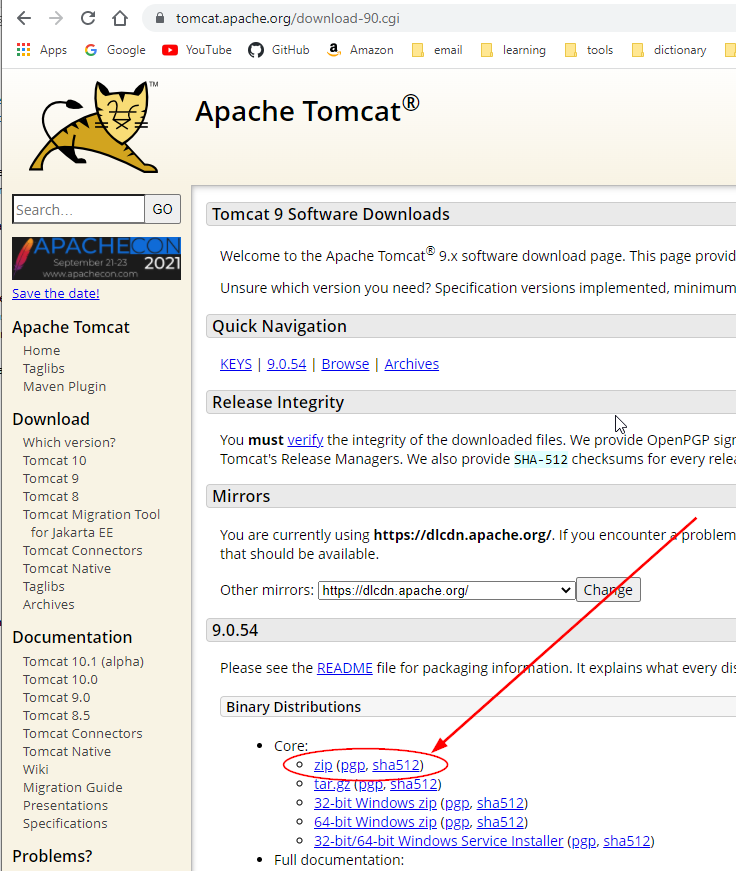 tomcat.apache.org/download-90.cgi
Apps Google YouTube GitHub Amazon email learning tools dictionary
TM
Apache Tomcat®
Search... GO
APACHECON
September 21-23 2021
www.apachecon.com
Save the date!
Apache Tomcat
Home
Taglibs
Maven Plugin
Download
Which version?
Tomcat 10
Tomcat 9
Tomcat 8
Tomcat Migration Tool
for Jakarta EE
Tomcat Connectors
Tomcat Native
Taglibs
Archives
Documentation
Tomcat 10.1 (alpha)
Tomcat 10.0
Tomcat 9.0
Tomcat 8.5
Tomcat Connectors
Tomcat Native
Wiki
Migration Guide
Presentations
Specifications
Problems?
Tomcat 9 Software Downloads
Welcome to the Apache Tomcat® 9.x software download page. This page provid
Unsure which version you need? Specification versions implemented, minimum
Quick Navigation
KEYS | 9.0.54 | Browse | Archives
Release Integrity
You must verify the integrity of the downloaded files. We provide OpenPGP sign
Tomcat's Release Managers. We also provide SHA-512 checksums for every relea
Mirrors
You are currently using https://dlcdn.apache.org/. If you encounter a problem
that should be available.
Other mirrors: https://dlcdn.apache.org/ Change
9.0.54
Please see the README file for packaging information. It explains what every dis
Binary Distributions
Core:
zip (pgp, sha512)
tar.gz (pgp, sha512)
32-bit Windows zip (pgp, sha512)
64-bit Windows zip (pgp, sha512)
32-bit/64-bit Windows Service Installer (pgp, sha512)
Full documentation: